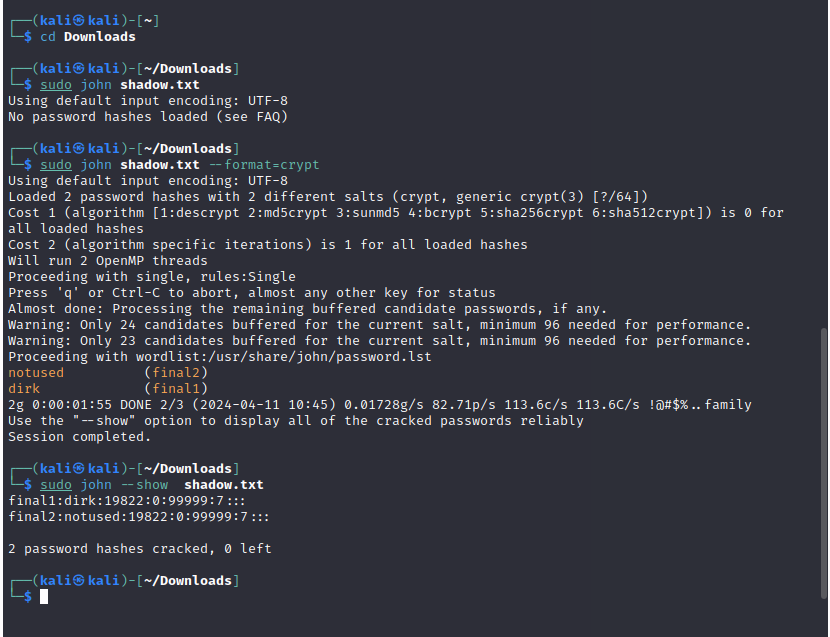 ┌──(kali㉿kali)-[~]
└─$ cd Downloads
┌──(kali㉿kali)-[~/Downloads]
└─$ sudo john shadow.txt
Using default input encoding: UTF-8
No password hashes loaded (see FAQ)
┌──(kali㉿kali)-[~/Downloads]
└─$ sudo john shadow.txt --format=crypt
Using default input encoding: UTF-8
Loaded 2 password hashes with 2 different salts (crypt, generic crypt(3) [?/64])
Cost 1 (algorithm [1:descrypt 2:md5crypt 3:sunmd5 4:bcrypt 5:sha256crypt 6:sha512crypt]) is 0 for
all loaded hashes
Cost 2 (algorithm specific iterations) is 1 for all loaded hashes
Will run 2 OpenMP threads
Proceeding with single, rules:Single
Press 'q' or Ctrl-C to abort, almost any other key for status
Almost done: Processing the remaining buffered candidate passwords, if any.
Warning: Only 24 candidates buffered for the current salt, minimum 96 needed for performance.
Warning: Only 23 candidates buffered for the current salt, minimum 96 needed for performance.
Proceeding with wordlist:/usr/share/john/password.lst
notused          (final2)
dirk             (final1)
2g 0:00:01:55 DONE 2/3 (2024-04-11 10:45) 0.01728g/s 82.71p/s 113.6c/s 113.6C/s !@#$%..family
Use the "--show" option to display all of the cracked passwords reliably
Session completed.
┌──(kali㉿kali)-[~/Downloads]
└─$ sudo john --show  shadow.txt
final1:dirk:19822:0:99999:7:::
final2:notused:19822:0:99999:7:::
2 password hashes cracked, 0 left
┌──(kali㉿kali)-[~/Downloads]
└─$